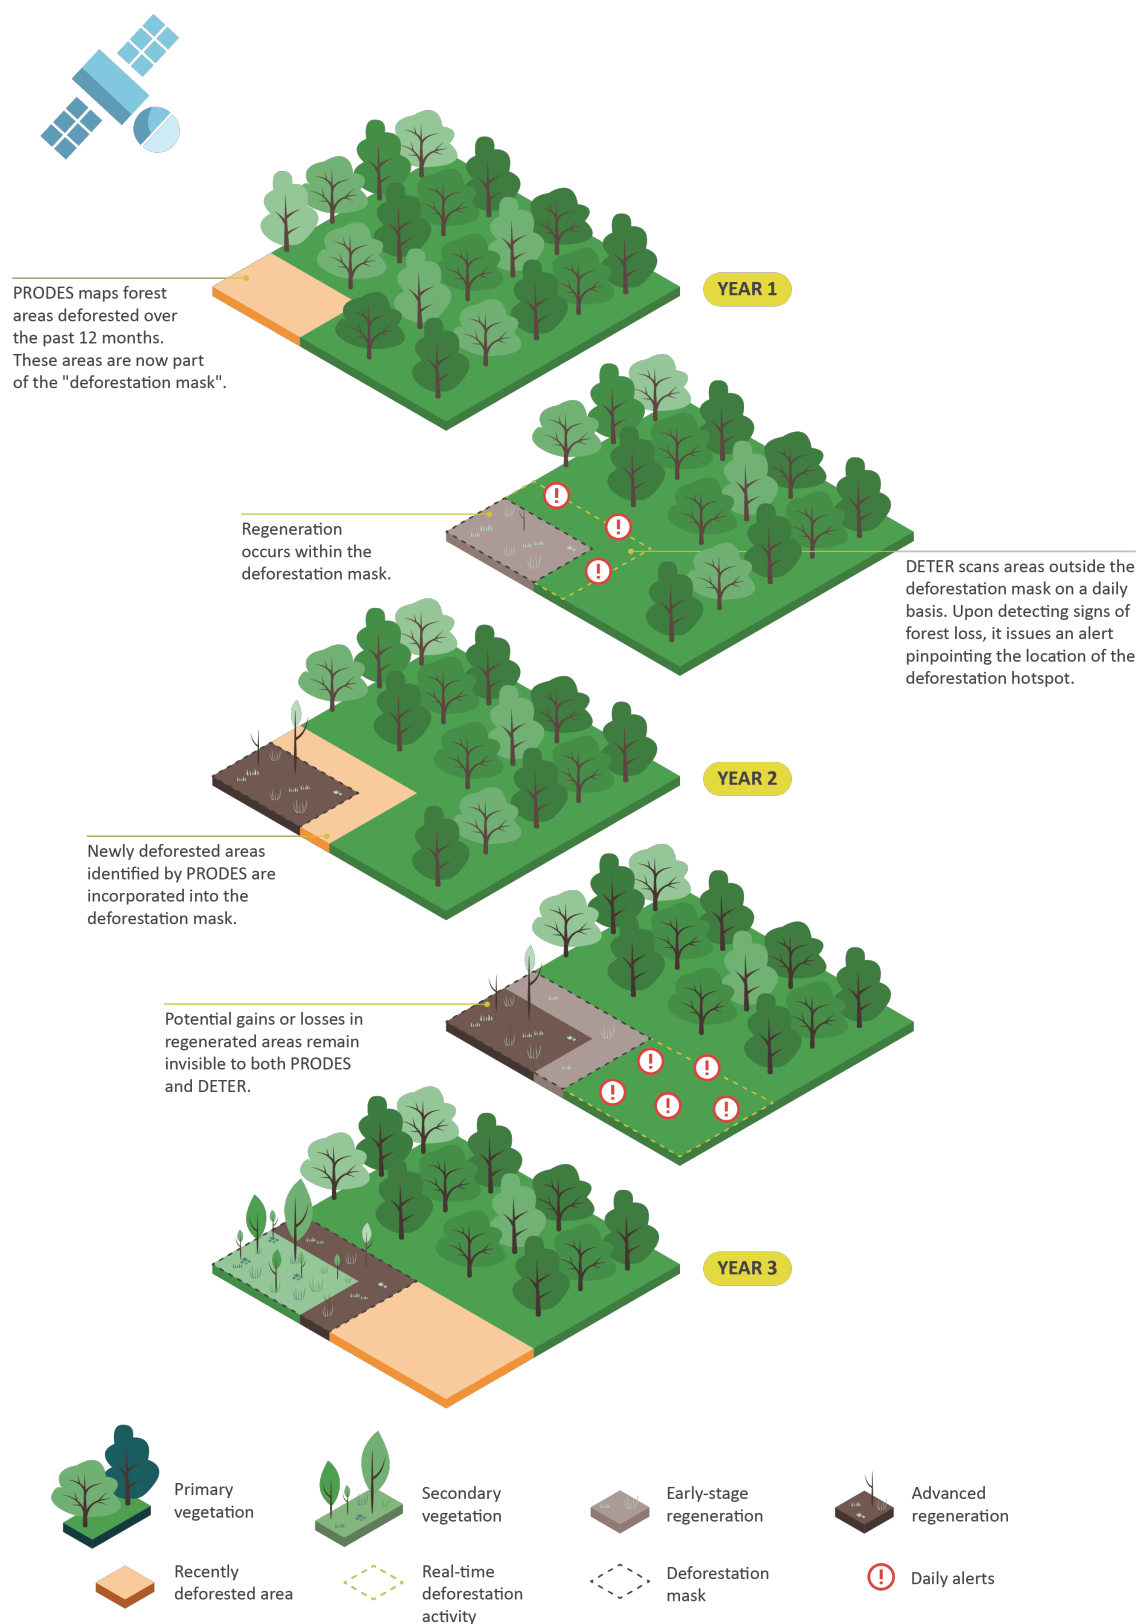 YEAR 1
PRODES maps forest
areas deforested over
the past 12 months.
These areas are now part
of the "deforestation mask".
Regeneration
occurs within the
deforestation mask.
DETER scans areas outside the
deforestation mask on a daily
basis. Upon detecting signs of
forest loss, it issues an alert
pinpointing the location of the
deforestation hotspot.
YEAR 2
Newly deforested areas
identified by PRODES are
incorporated into the
deforestation mask.
Potential gains or losses in
regenerated areas remain
invisible to both PRODES
and DETER.
YEAR 3
Primary
vegetation
Secondary
vegetation
Early-stage
regeneration
Advanced
regeneration
Recently
deforested area
Real-time
deforestation
activity
Deforestation
mask
Daily alerts